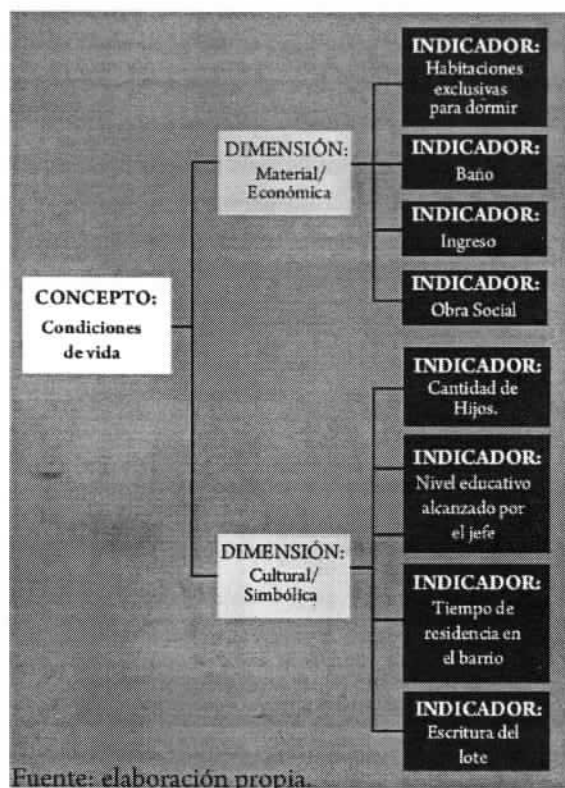 CONCEPTO:
Condiciones
de vida
DIMENSIÓN:
Material/
Económica
INDICADOR:
Habitaciones
exclusivas
para dormir
INDICADOR:
Baño
INDICADOR:
Ingreso
INDICADOR:
Obra Social
DIMENSIÓN:
Cultural/
Simbólica
INDICADOR:
Cantidad de
Hijos.
INDICADOR:
Nivel educativo
alcanzado por
el jefe
INDICADOR:
Tiempo de
residencia en
el barrio
INDICADOR:
Escritura del
lote
Fuente: elaboración propia.